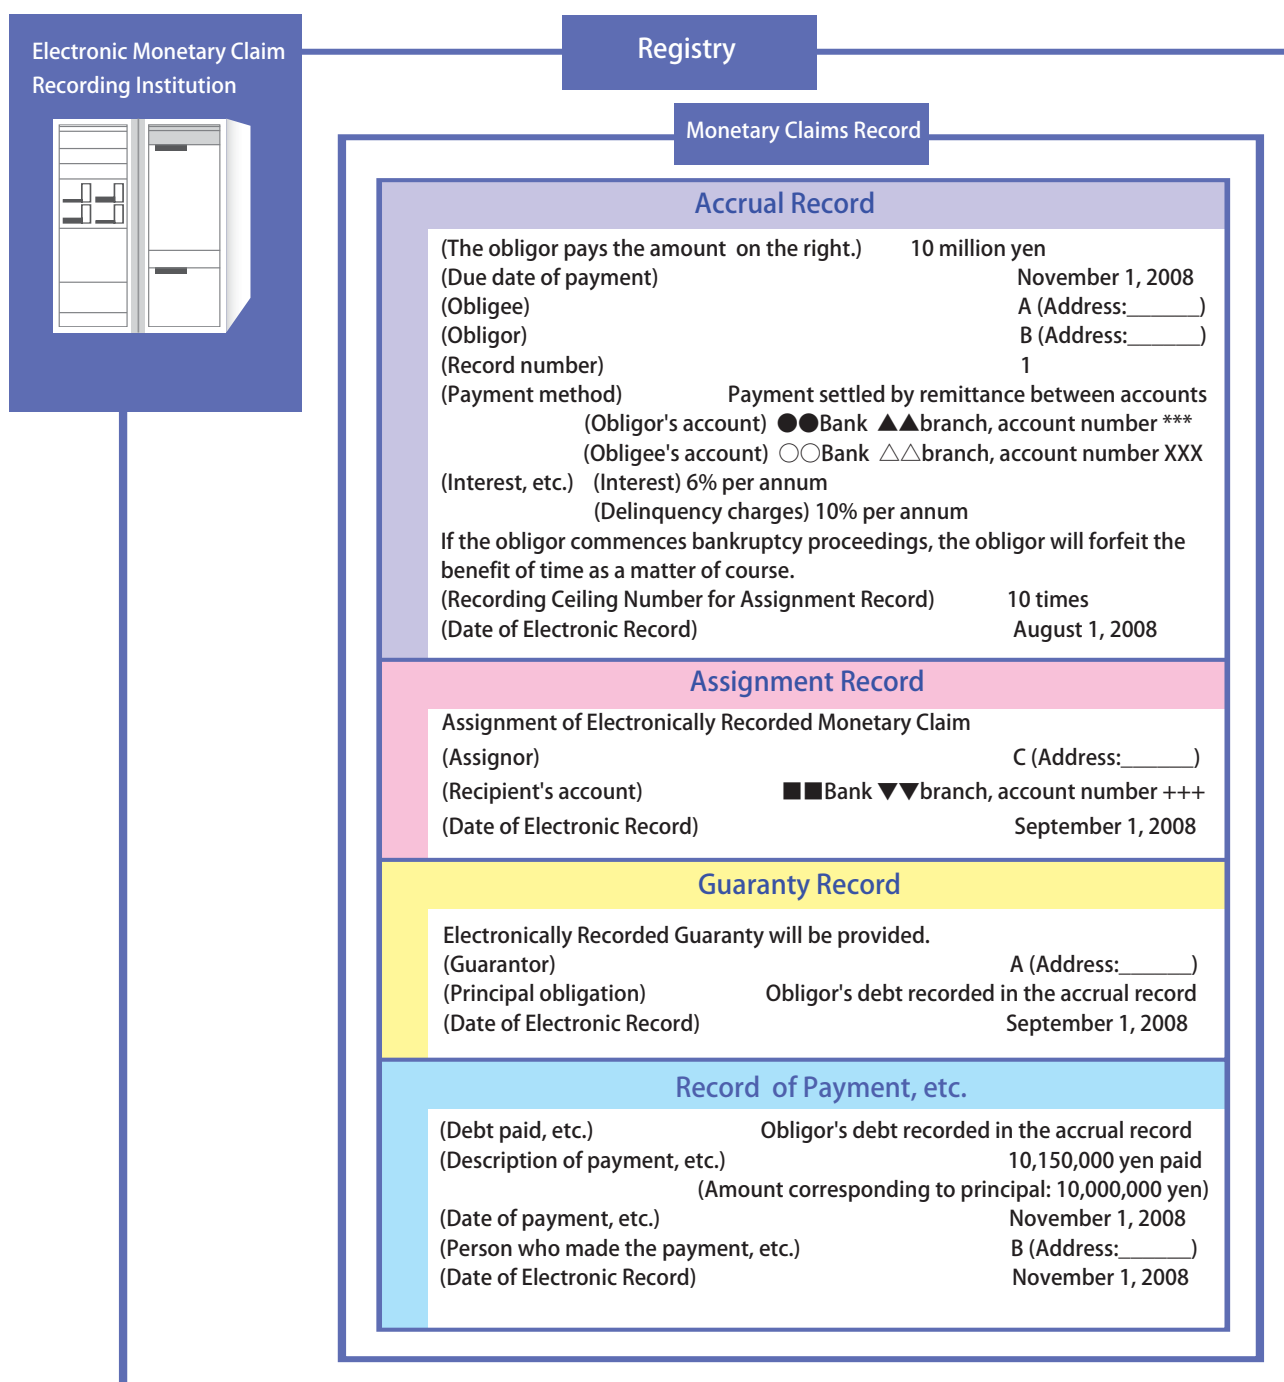 Electronic Monetary Claim
Recording Institution
Registry
Monetary Claims Record
Accrual Record
(The obligor pays the amount on the right.) 10 million yen
(Due date of payment) November 1, 2008
(Obligee) A (Address:______)
(Obligor) B (Address:______)
(Record number) 1
(Payment method) Payment settled by remittance between accounts
(Obligor's account) ●●Bank ▲▲branch, account number ***
(Obligee's account) ○○Bank △△branch, account number XXX
(Interest, etc.) (Interest) 6% per annum
(Delinquency charges) 10% per annum
If the obligor commences bankruptcy proceedings, the obligor will forfeit the
benefit of time as a matter of course.
(Recording Ceiling Number for Assignment Record) 10 times
(Date of Electronic Record) August 1, 2008
Assignment Record
Assignment of Electronically Recorded Monetary Claim
(Assignor) C (Address:______)
(Recipient's account) ■■Bank ▼▼branch, account number +++
(Date of Electronic Record) September 1, 2008
Guaranty Record
Electronically Recorded Guaranty will be provided.
(Guarantor) A (Address:______)
(Principal obligation) Obligor's debt recorded in the accrual record
(Date of Electronic Record) September 1, 2008
Record of Payment, etc.
(Debt paid, etc.) Obligor's debt recorded in the accrual record
(Description of payment, etc.) 10,150,000 yen paid
(Amount corresponding to principal: 10,000,000 yen)
(Date of payment, etc.) November 1, 2008
(Person who made the payment, etc.) B (Address:______)
(Date of Electronic Record) November 1, 2008